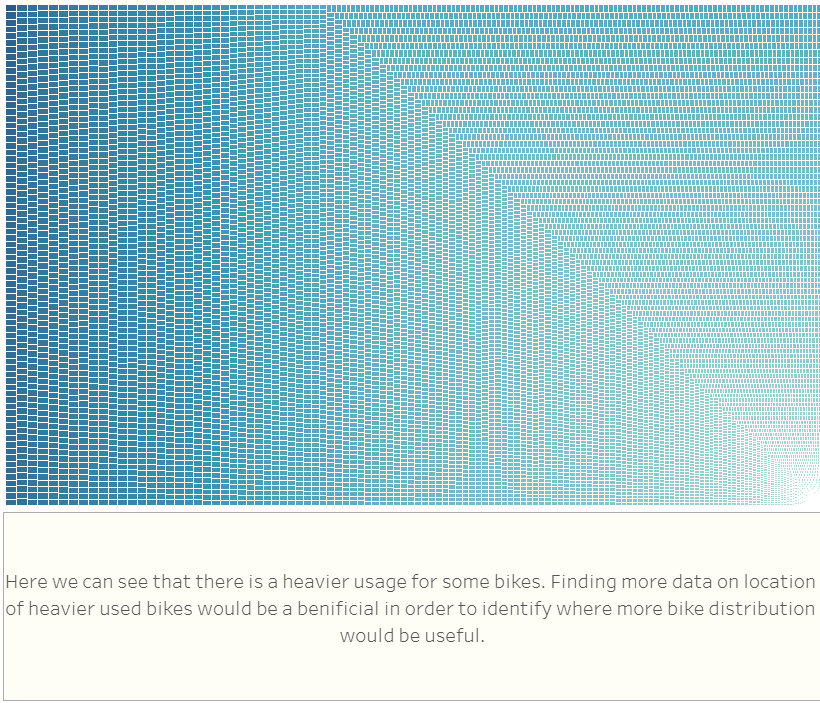 Here we can see that there is a heavier usage for some bikes. Finding more data on location
of heavier used bikes would be a benificial in order to identify where more bike distribution
would be useful.